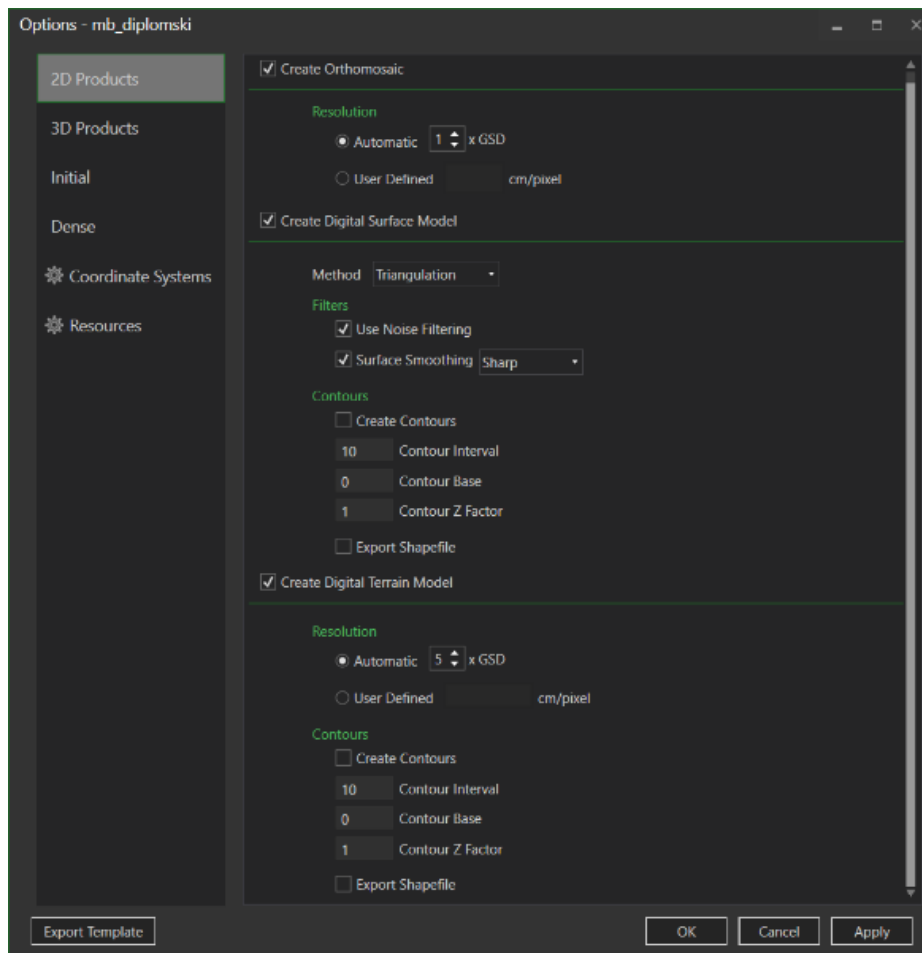 Options - mb_diplomski
2D Products
3D Products
Initial
Dense
Coordinate Systems
Resources
Create Orthomosaic
Resolution
Automatic 1 x GSD
User Defined cm/pixel
Create Digital Surface Model
Method Triangulation
Filters
Use Noise Filtering
Surface Smoothing Sharp
Contours
Create Contours
10 Contour Interval
0 Contour Base
1 Contour Z Factor
Export Shapefile
Create Digital Terrain Model
Resolution
Automatic 5 x GSD
User Defined cm/pixel
Contours
Create Contours
10 Contour Interval
0 Contour Base
1 Contour Z Factor
Export Shapefile
Export Template OK Cancel Apply